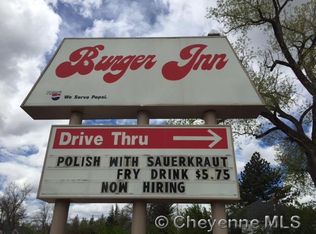 Burger Inn
We Serve Pepsi.
Drive Thru
POLISH WITH SAUERKRAUT
FRY DRINK $5.75
NOW HIRING
© Cheyenne MLS